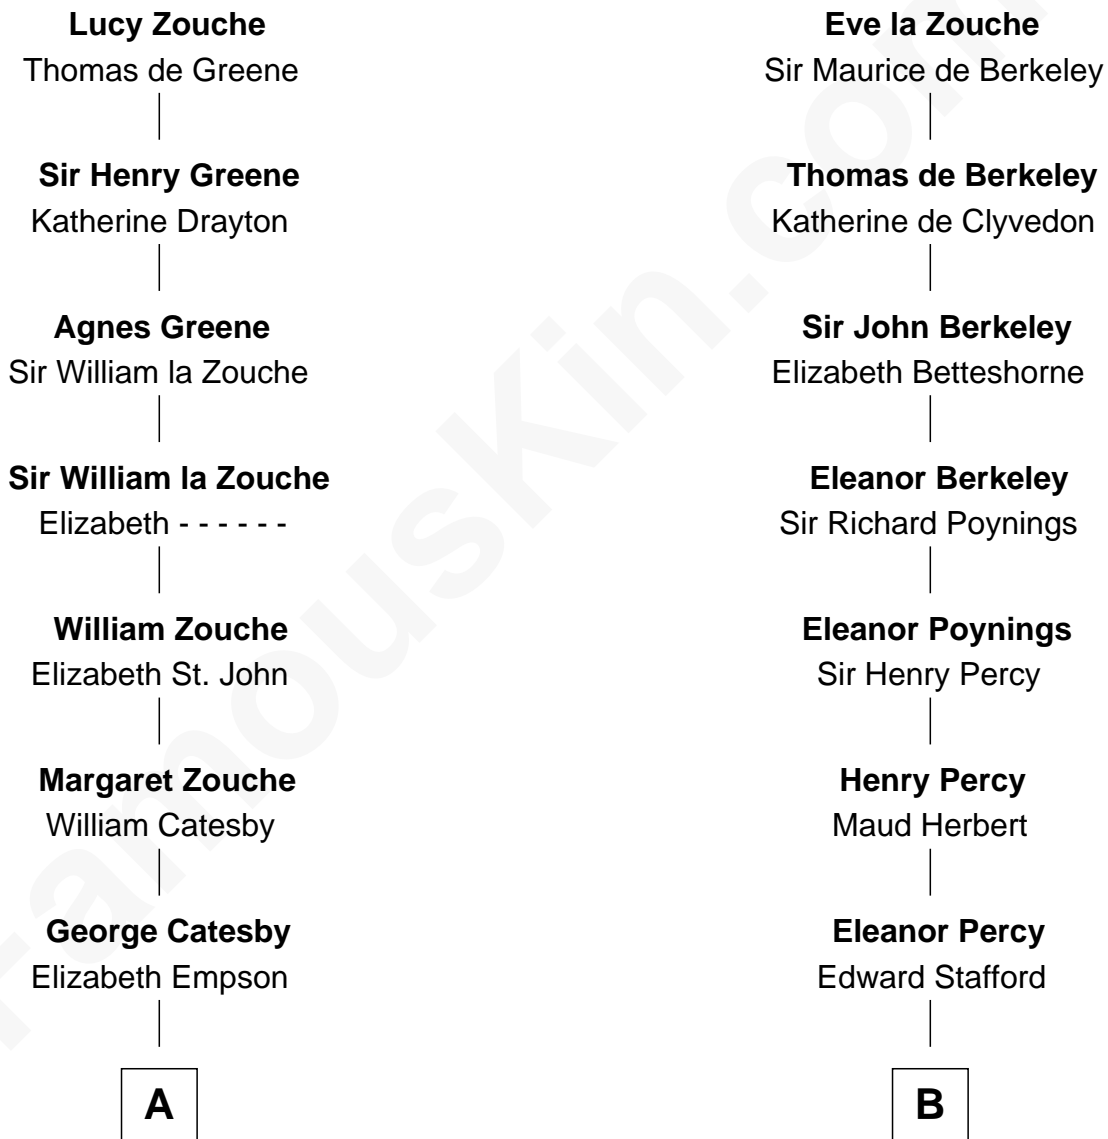 Lucy Zouche
Thomas de Greene
Sir Henry Greene
Katherine Drayton
Agnes Greene
Sir William la Zouche
Sir William la Zouche
Elizabeth - - - - - -
William Zouche
Elizabeth St. John
Margaret Zouche
William Catesby
George Catesby
Elizabeth Empson
A
Eve la Zouche
Sir Maurice de Berkeley
Thomas de Berkeley
Katherine de Clyvedon
Sir John Berkeley
Elizabeth Betteshorne
Eleanor Berkeley
Sir Richard Poynings
Eleanor Poynings
Sir Henry Percy
Henry Percy
Maud Herbert
Eleanor Percy
Edward Stafford
B
FamousKin.com